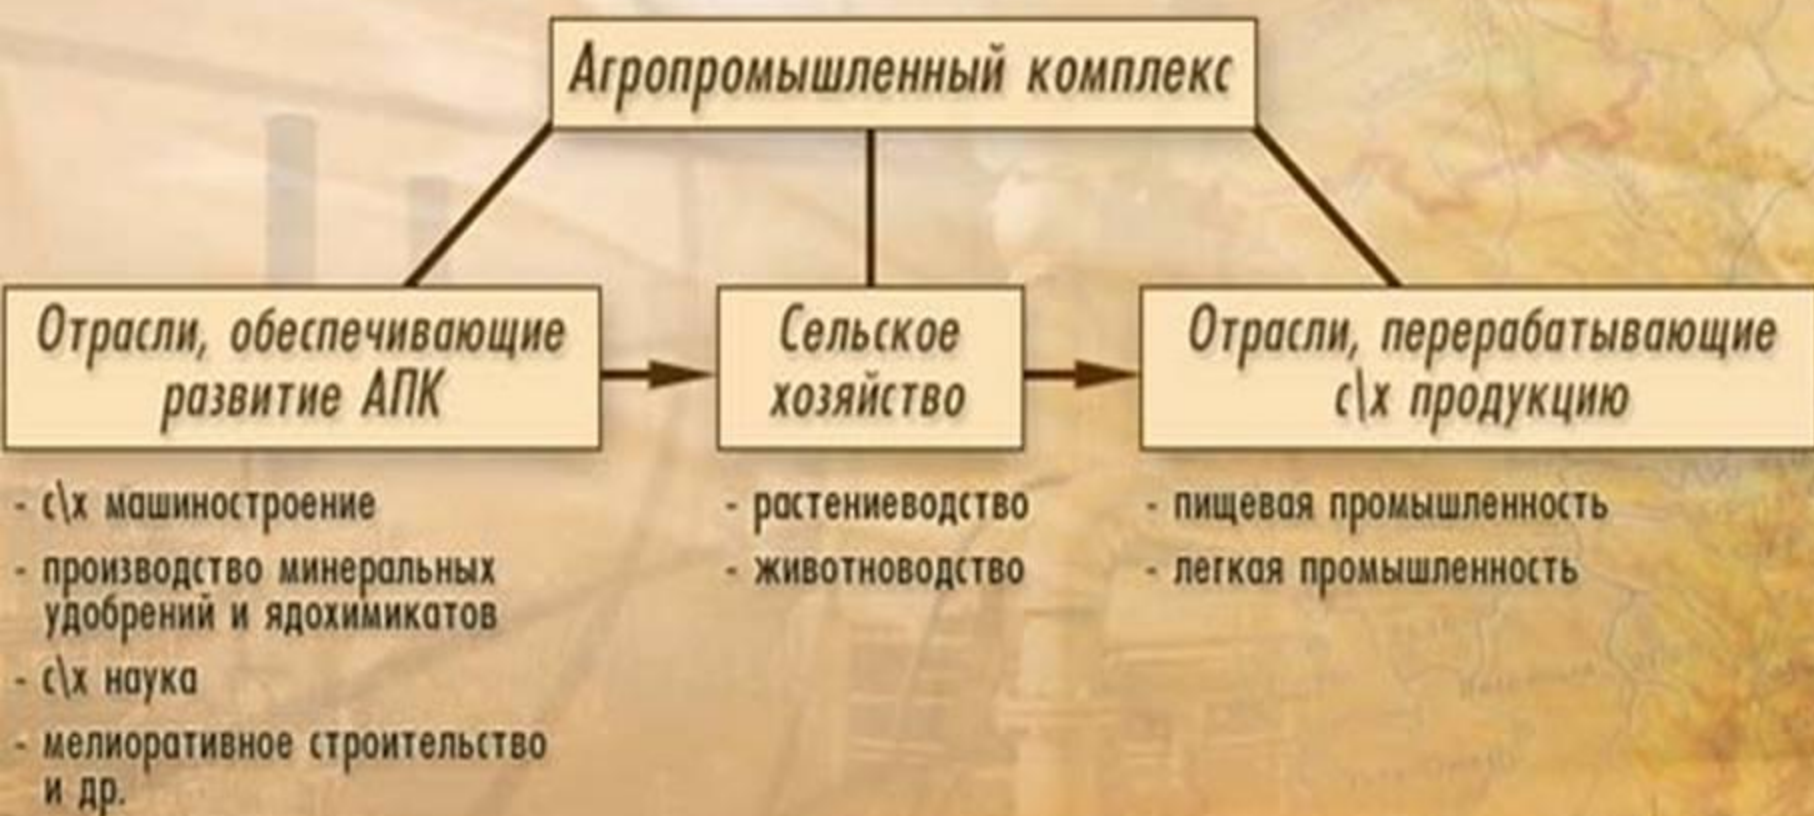 Агропромышленный комплекс
Отрасли, обеспечивающие
развитие АПК
Сельское
хозяйство
Отрасли, перерабатывающие
с\х продукцию
- с\х машиностроение
- производство минеральных
удобрений и ядохимикатов
- с\х наука
- мелиоративное строительство
и др.
- растениеводство
- животноводство
- пищевая промышленность
- легкая промышленность